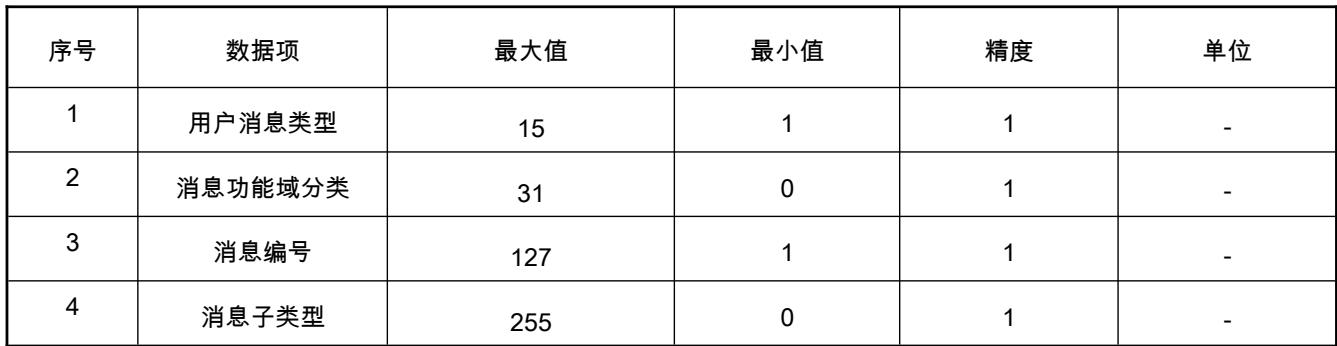 序号 数据项 最大值 最小值 精度 单位
1 用户消息类型 15 1 1 -
2 消息功能域分类 31 0 1 -
3 消息编号 127 1 1 -
4 消息子类型 255 0 1 -